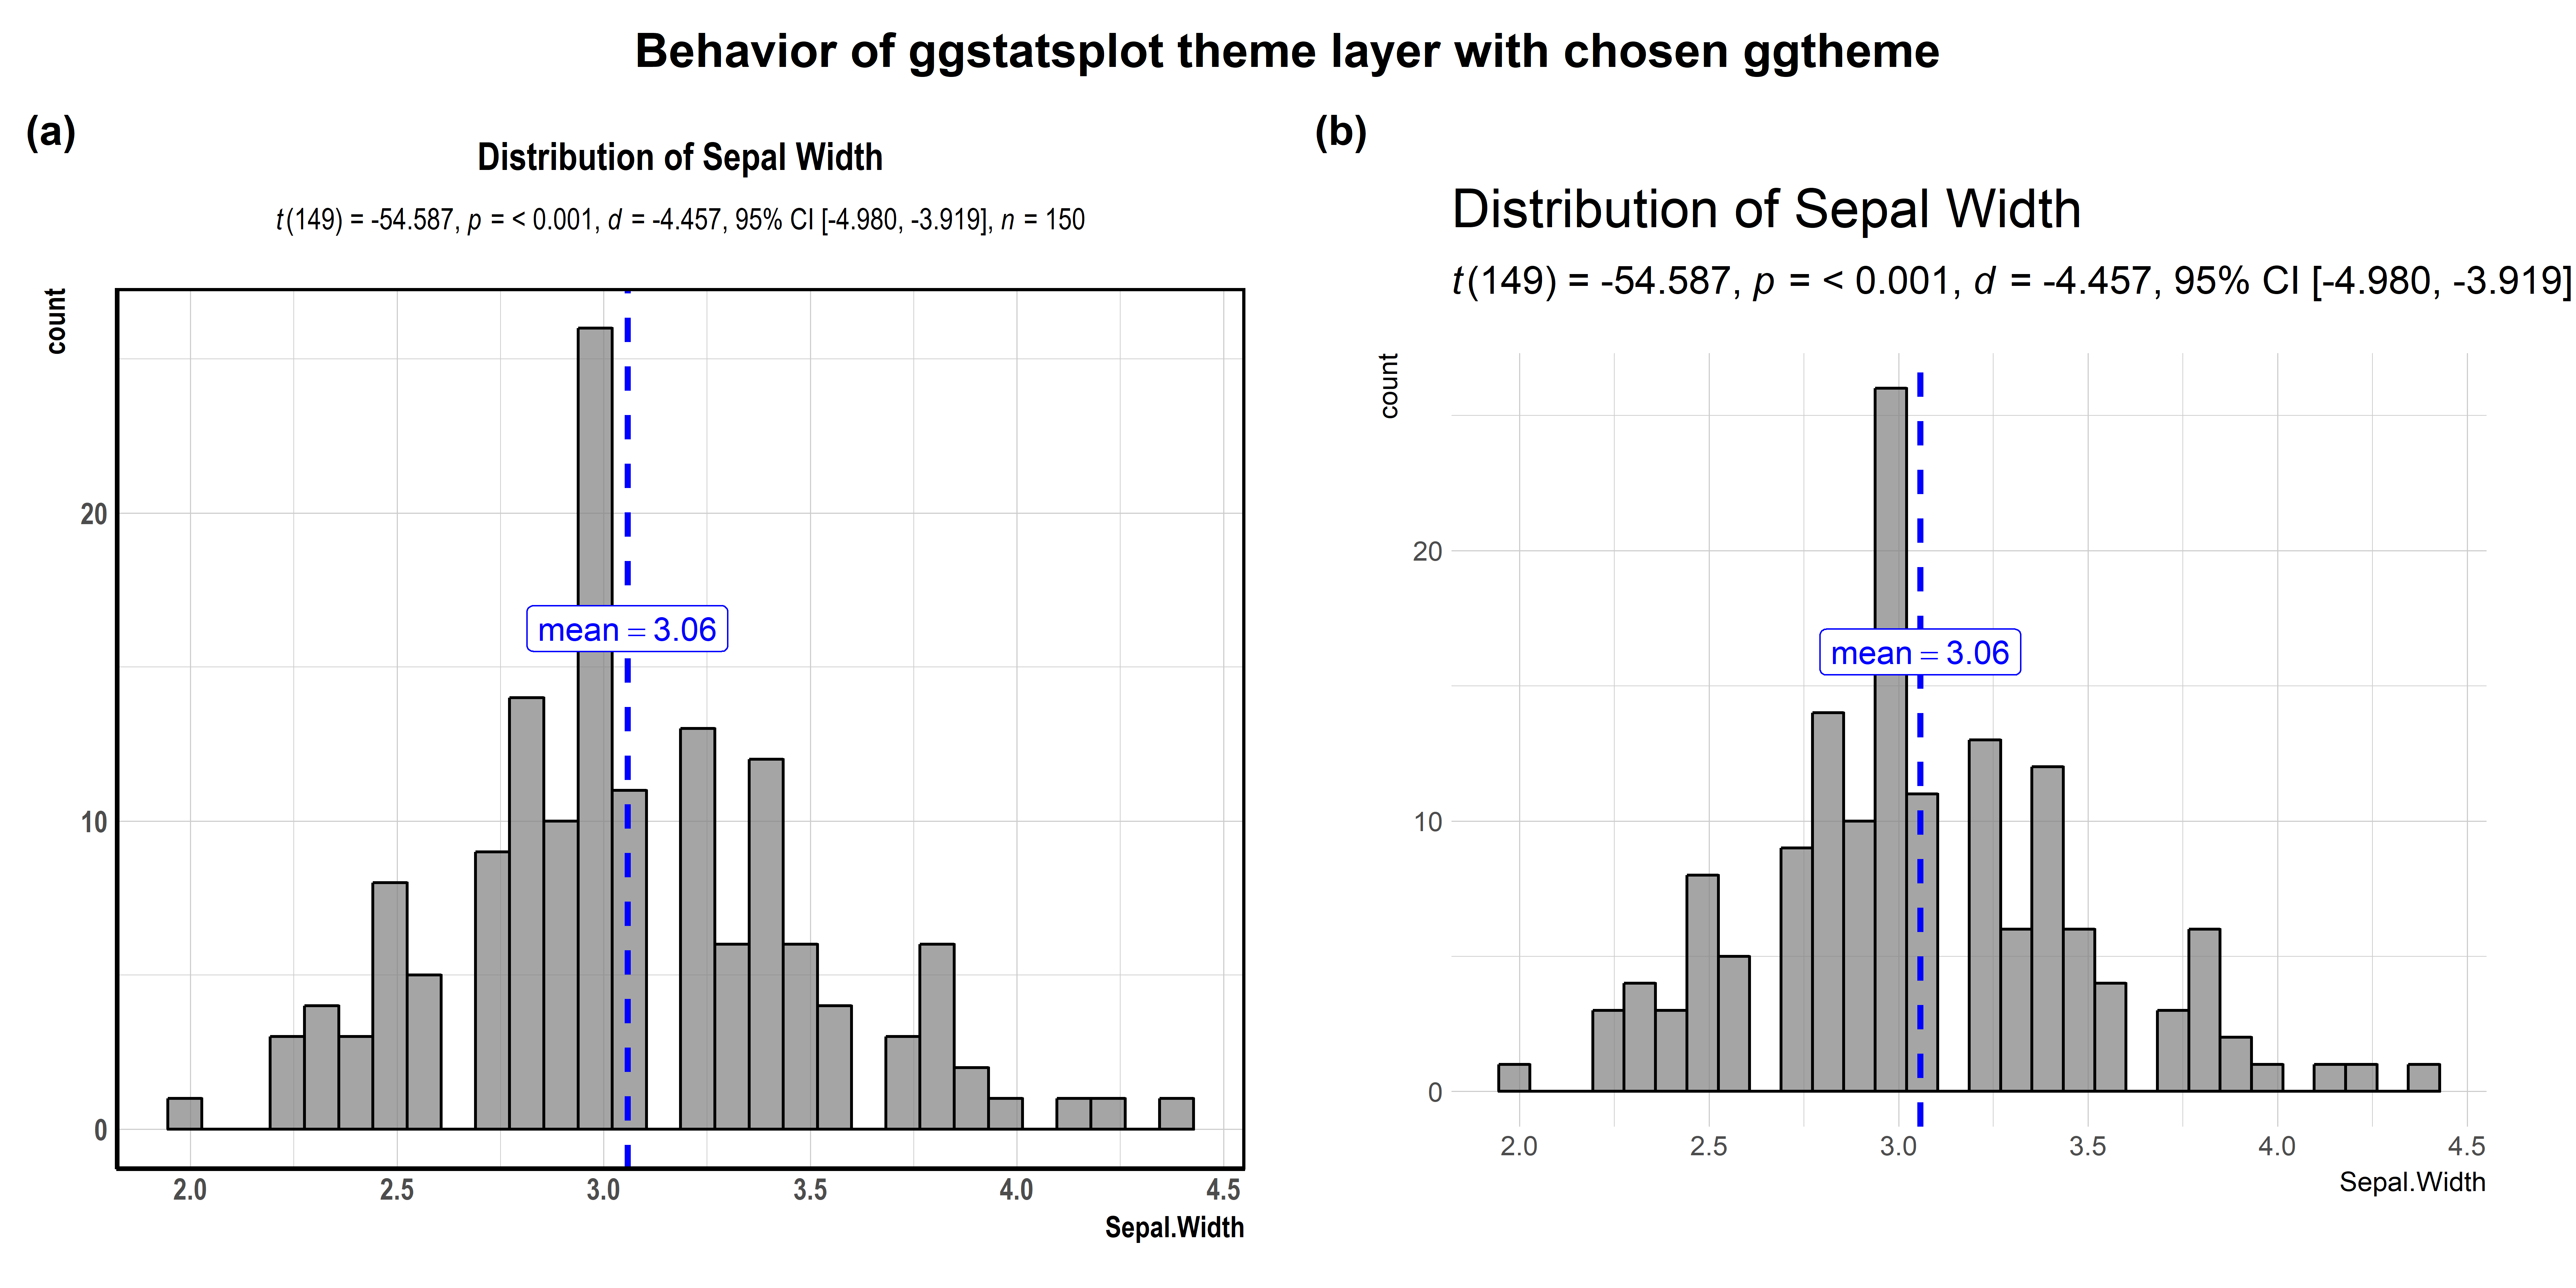 Behavior of ggstatsplot theme layer with chosen ggtheme
(a)
Distribution of Sepal Width
t(149) = -54.587, p = < 0.001, d = -4.457, 95% CI [-4.980, -3.919], n = 150
count
20
10
0
mean = 3.06
2.0 2.5 3.0 3.5 4.0 4.5
Sepal.Width
(b)
Distribution of Sepal Width
t(149) = -54.587, p = < 0.001, d = -4.457, 95% CI [-4.980, -3.919]
count
20
10
0
mean = 3.06
2.0 2.5 3.0 3.5 4.0 4.5
Sepal.Width